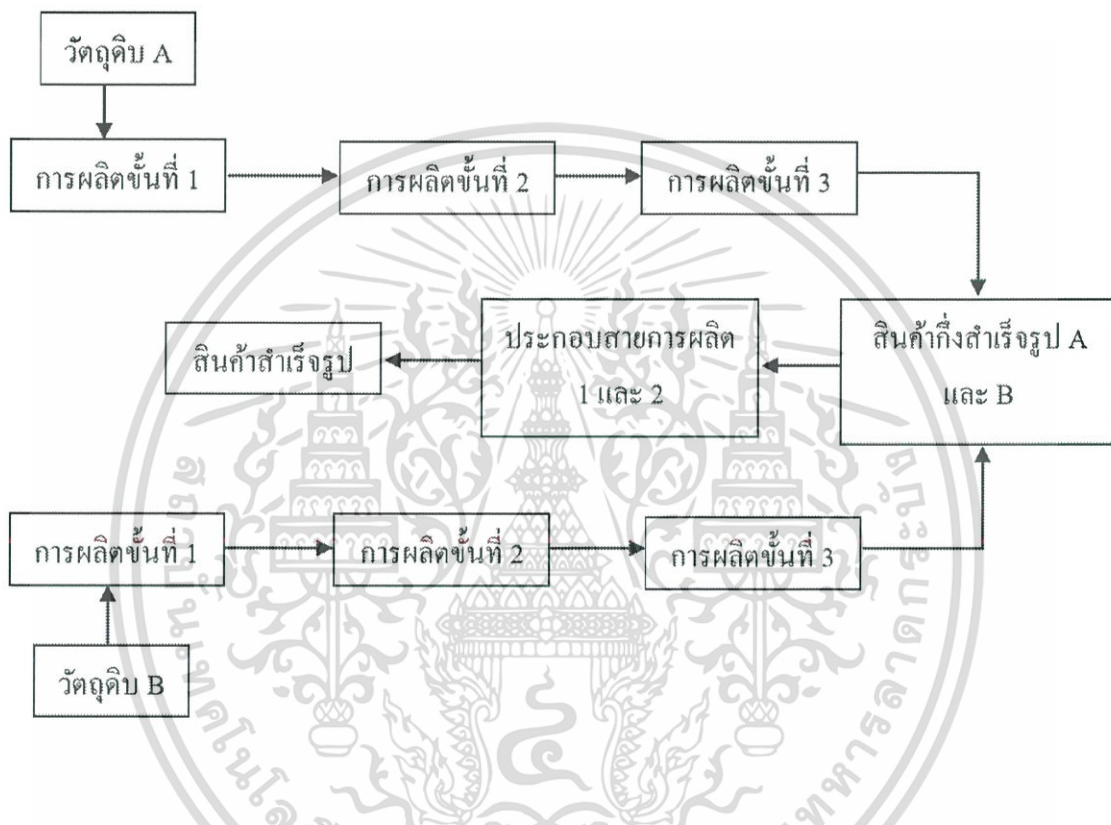 วัตถุดิบ A
การผลิตขั้นที่ 1
การผลิตขั้นที่ 2
การผลิตขั้นที่ 3
สินค้าสำเร็จรูป
ประกอบสายการผลิต
1 และ 2
สินค้ากึ่งสำเร็จรูป A
และ B
การผลิตขั้นที่ 1
การผลิตขั้นที่ 2
การผลิตขั้นที่ 3
วัตถุดิบ B